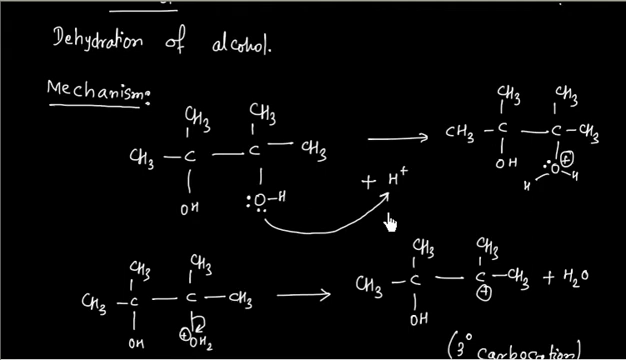 Dehydration of alcohol.
Mechanism:
CH3 CH3
CH3 – C — C — CH3
OH :O–H
+ H+
CH3 CH3
CH3 – C — C – CH3
OH :O⊕
H H
CH3 CH3
CH3 – C — C – CH3
OH ⊕OH2
CH3 CH3
CH3 – C — C – CH3 + H2O
OH ⊕
(3° carbocation)